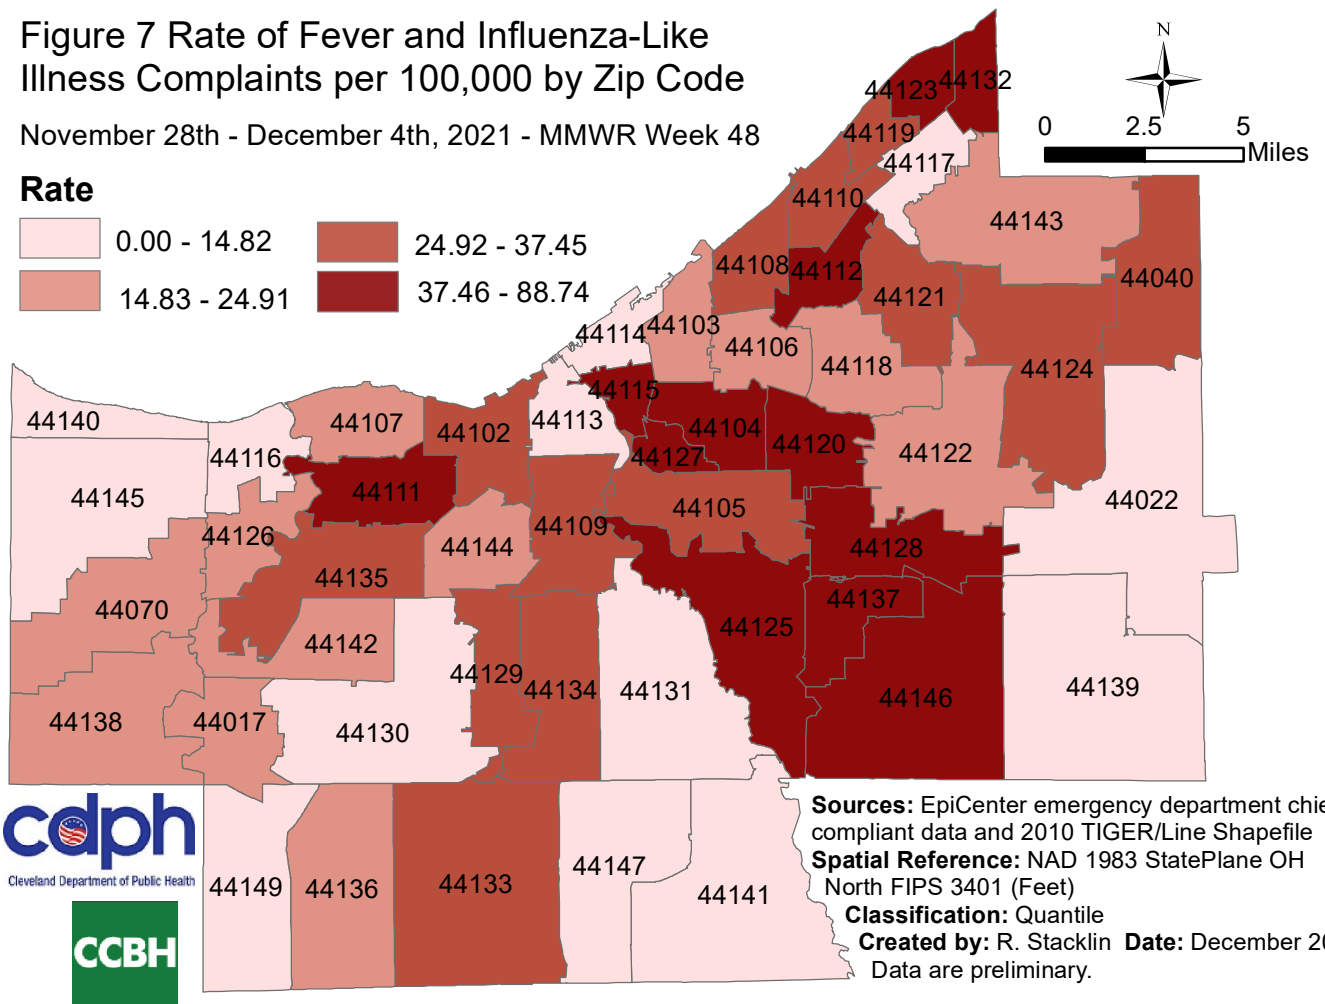 Figure 7 Rate of Fever and Influenza-Like
Illness Complaints per 100,000 by Zip Code
November 28th - December 4th, 2021 - MMWR Week 48
Rate
0.00 - 14.82
14.83 - 24.91
24.92 - 37.45
37.46 - 88.74
N
0 2.5 5
Miles
44123 44132
44119
44117
44110
44143
44108 44112
44040
44121
44114 44103
44106
44118
44124
44115
44140 44107 44102 44113
44104
44120
44116
44127
44122
44145
44111
44022
44105
44126
44109
44144
44128
44135
44070
44137
44125
44142
44129
44134 44131
44139
44146
44138 44017
44130
44149 44136 44133
44147
44141
cdph
Cleveland Department of Public Health
CCBH
Sources: EpiCenter emergency department chie
compliant data and 2010 TIGER/Line Shapefile
Spatial Reference: NAD 1983 StatePlane OH
North FIPS 3401 (Feet)
Classification: Quantile
Created by: R. Stacklin Date: December 20
Data are preliminary.